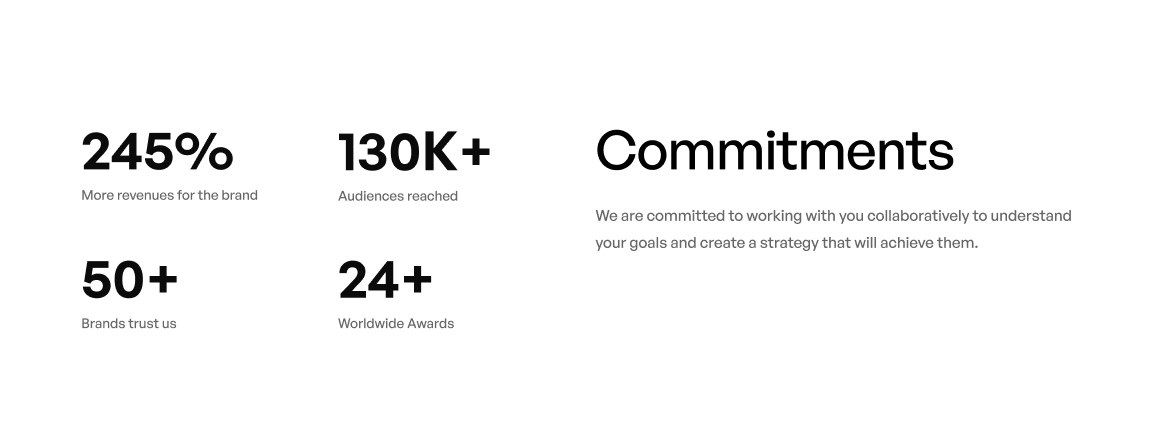 245%
More revenues for the brand
130K+
Audiences reached
50+
Brands trust us
24+
Worldwide Awards
Commitments
We are committed to working with you collaboratively to understand
your goals and create a strategy that will achieve them.